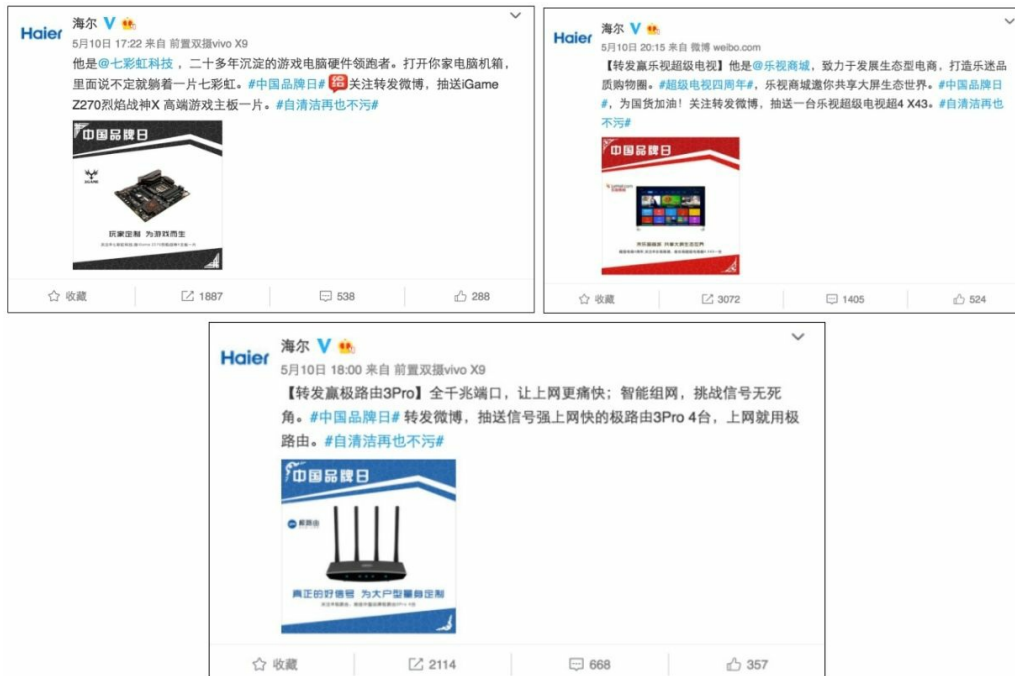 Haier
海尔
5月10日 17:22 来自 前置双摄vivo X9
他是@七彩虹科技 ，二十多年沉淀的游戏电脑硬件领跑者。打开你家电脑机箱，
里面说不定就躺着一片七彩虹。#中国品牌日# 关注转发微博，抽送iGame
Z270烈焰战神X 高端游戏主板一片。#自清洁再也不污#
中国品牌日
玩家定制 为游戏而生
收藏
1887
538
288
Haier
海尔
5月10日 20:15 来自 微博 weibo.com
【转发赢乐视超级电视】他是@乐视商城，致力于发展生态型电商，打造乐迷品
质购物圈。#超级电视四周年#，乐视商城邀你共享大屏生态世界。#中国品牌日
#，为国货加油！关注转发微博，抽送一台乐视超级电视超4 X43。#自清洁再也
不污#
中国品牌日
收藏
3072
1405
524
Haier
海尔
5月10日 18:00 来自 前置双摄vivo X9
【转发赢极路由3Pro】全千兆端口，让上网更痛快；智能组网，挑战信号无死
角。#中国品牌日# 转发微博，抽送信号强上网快的极路由3Pro 4台，上网就用极
路由。#自清洁再也不污#
中国品牌日
极路由
真正的好信号 为大户型量身定制
收藏
2114
668
357